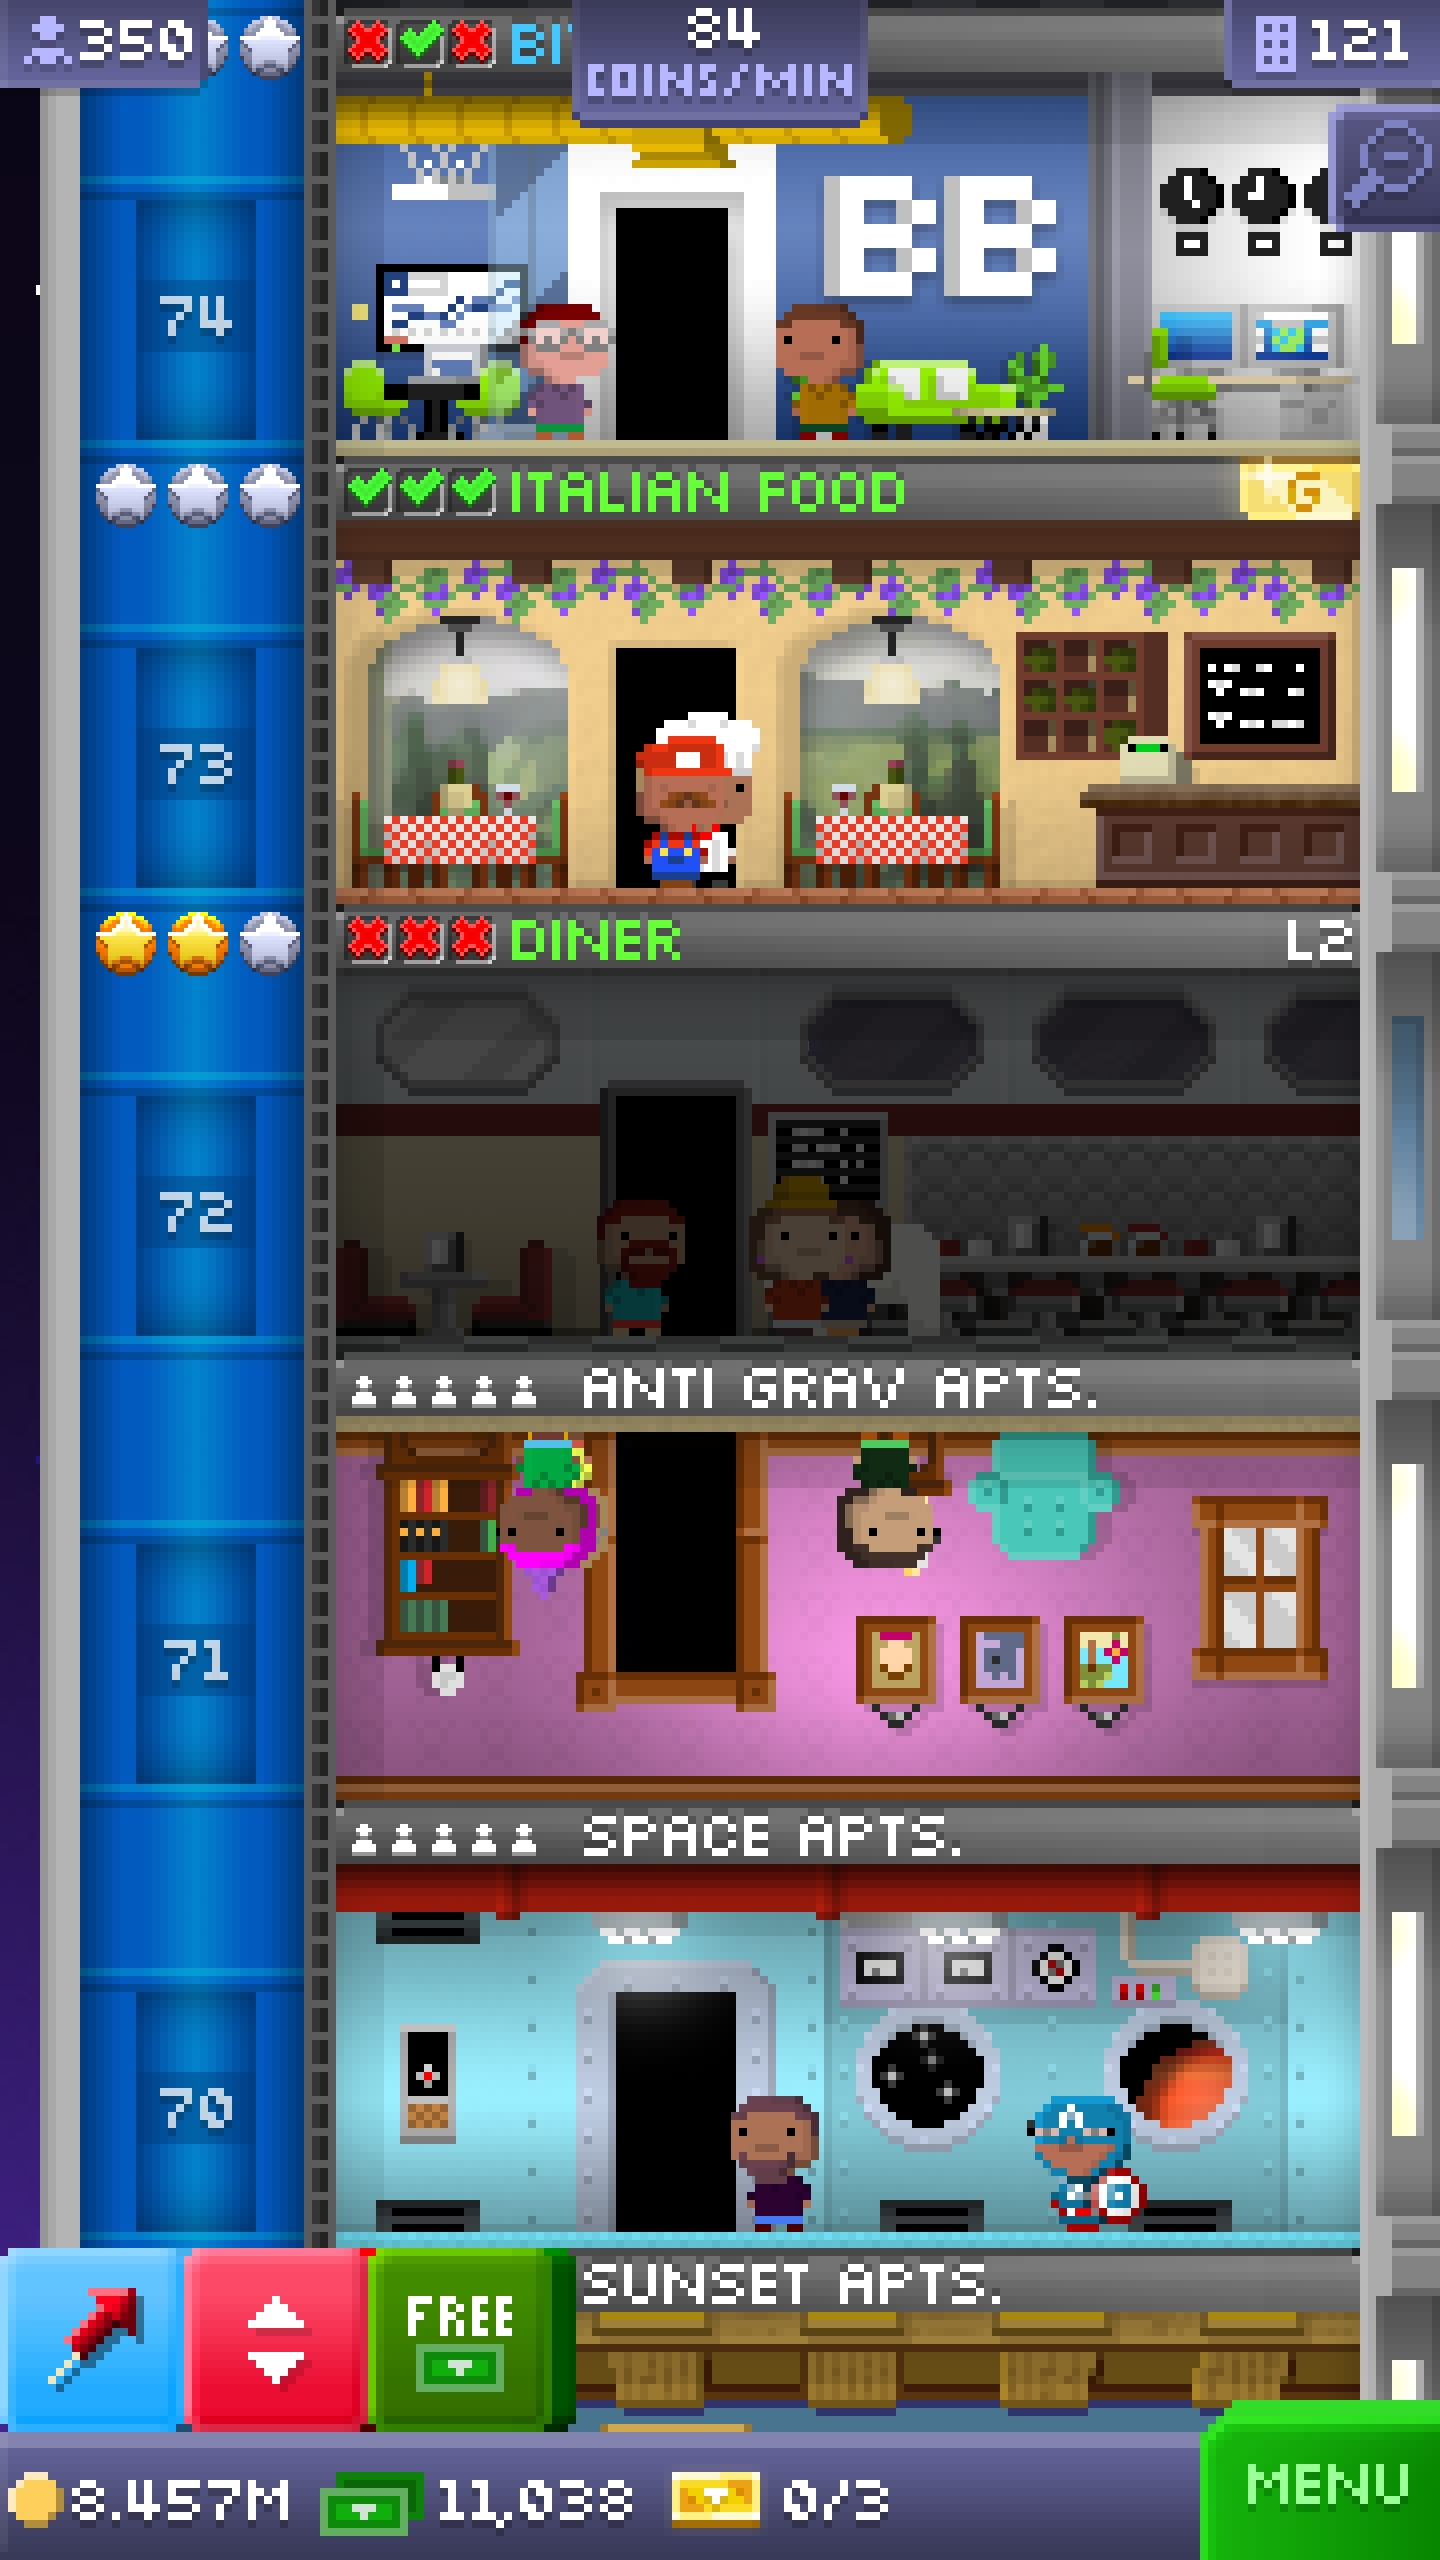 350
84
COINS/MIN
121
BB
74
ITALIAN FOOD
G
73
DINER
L2
72
ANTI GRAV APTS.
71
SPACE APTS.
70
SUNSET APTS.
FREE
8.457M
11,038
0/3
MENU